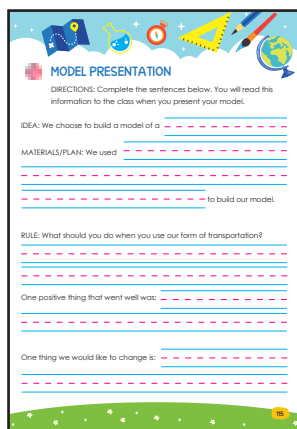 MODEL PRESENTATION
DIRECTIONS: Complete the sentences below. You will read this
information to the class when you present your model.
IDEA: We choose to build a model of a
MATERIALS/PLAN: We used
to build our model.
RULE: What should you do when you use our form of transportation?
One positive thing that went well was:
One thing we would like to change is:
115